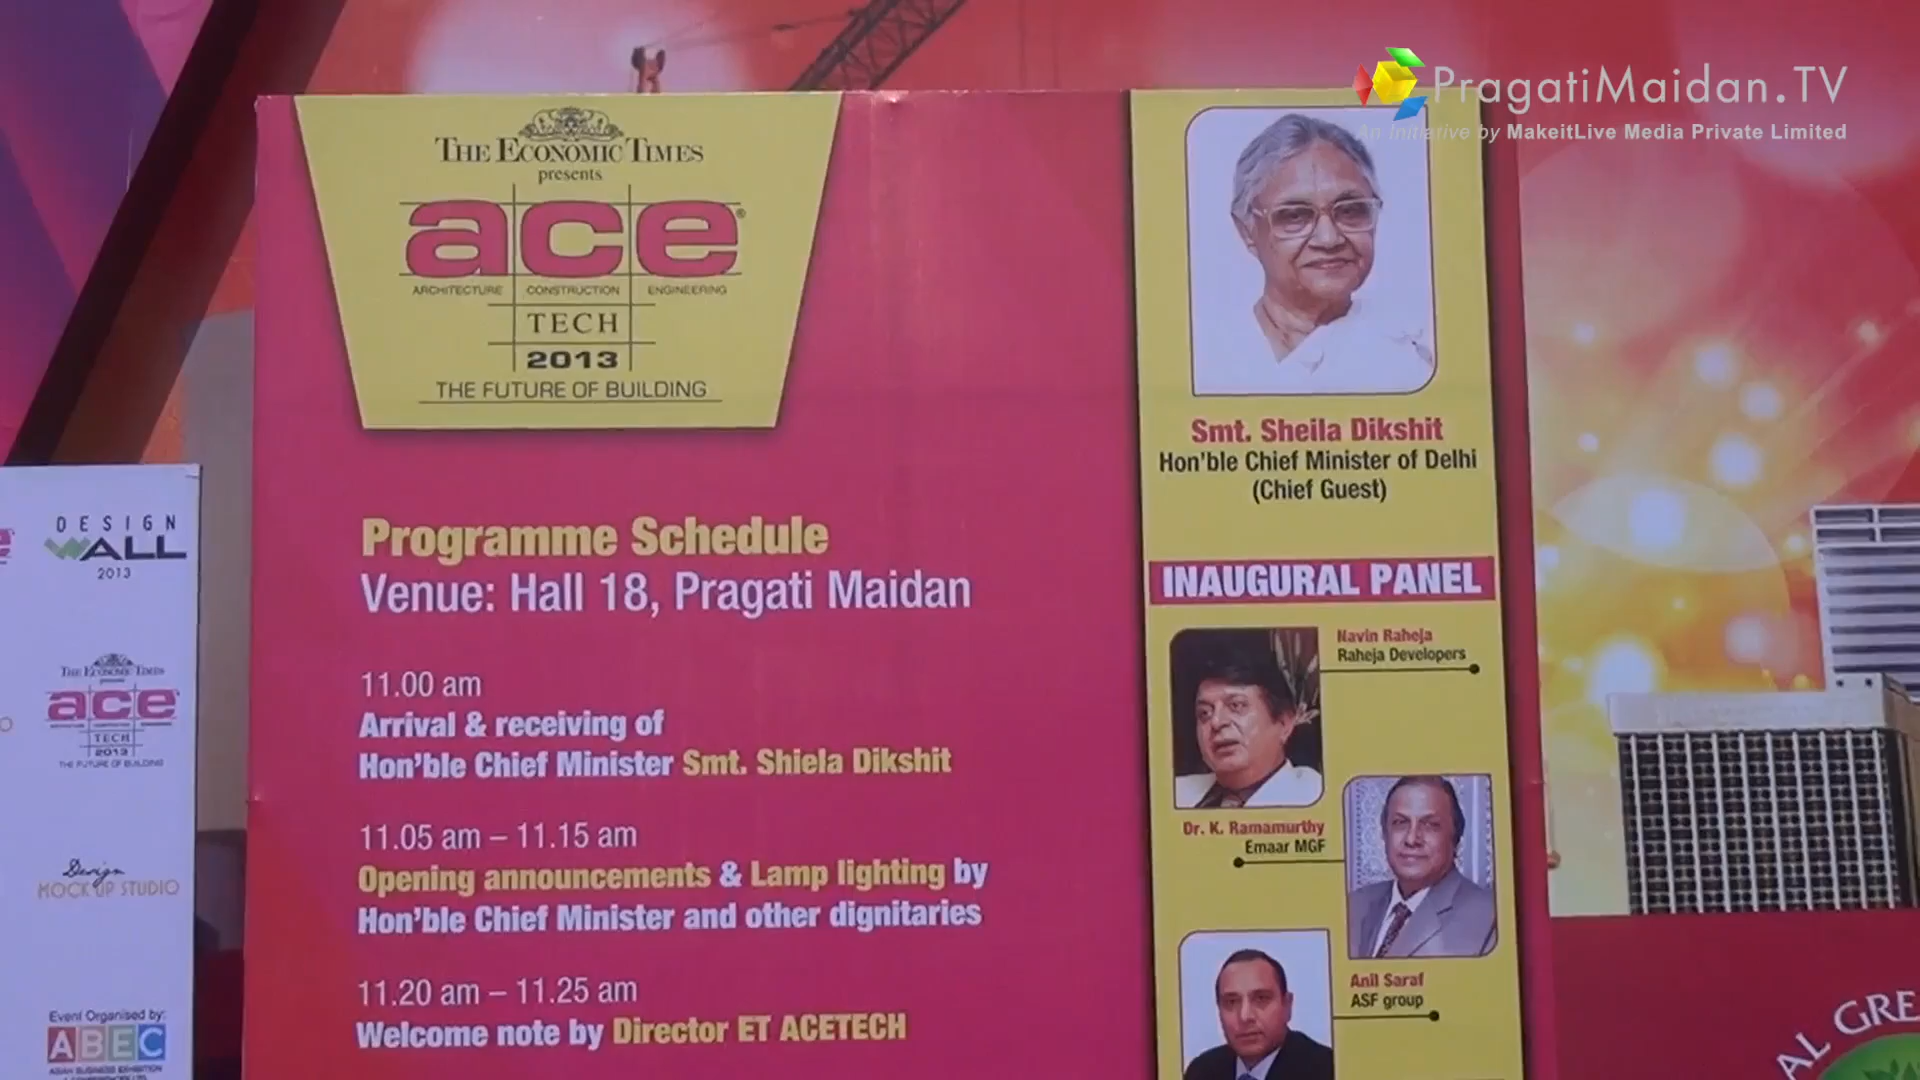 PragatiMaidan.TV
An Initiative by MakeitLive Media Private Limited
THE ECONOMIC TIMES
presents
ace®
ARCHITECTURE CONSTRUCTION ENGINEERING
TECH
2013
THE FUTURE OF BUILDING
Programme Schedule
Venue: Hall 18, Pragati Maidan
11.00 am
Arrival & receiving of
Hon'ble Chief Minister Smt. Shiela Dikshit
11.05 am – 11.15 am
Opening announcements & Lamp lighting by
Hon'ble Chief Minister and other dignitaries
11.20 am – 11.25 am
Welcome note by Director ET ACETECH
Smt. Sheila Dikshit
Hon'ble Chief Minister of Delhi
(Chief Guest)
INAUGURAL PANEL
Navin Raheja
Raheja Developers
Dr. K. Ramamurthy
Emaar MGF
Anil Saraf
ASF group
DESIGN
WALL
2013
THE ECONOMIC TIMES
presents
ace
TECH
2013
THE FUTURE OF BUILDING
Design
MOCK UP STUDIO
Event Organised by:
ABEC
ASIAN BUSINESS EXHIBITION
AL GRE